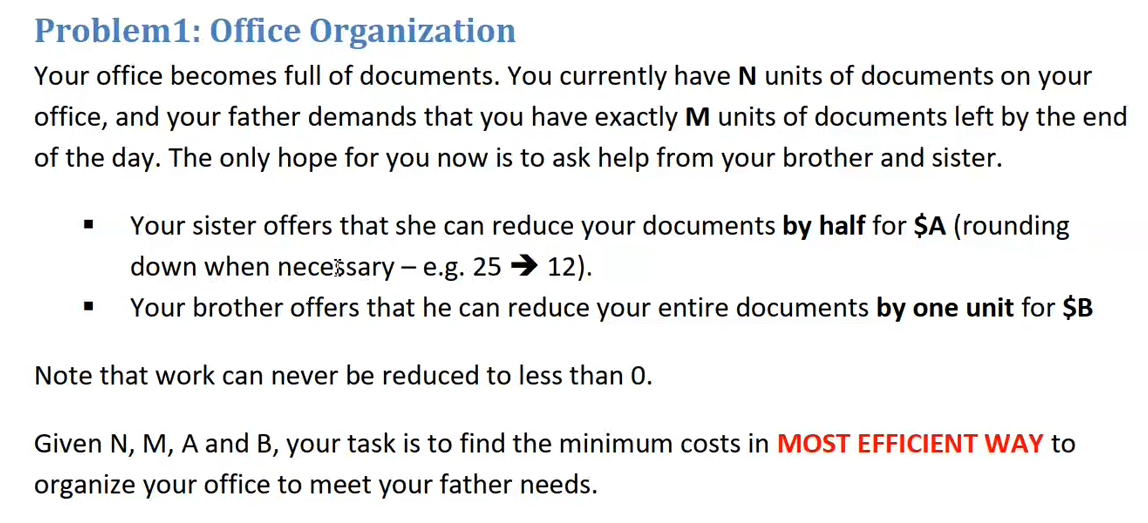 Problem1: Office Organization
Your office becomes full of documents. You currently have N units of documents on your
office, and your father demands that you have exactly M units of documents left by the end
of the day. The only hope for you now is to ask help from your brother and sister.
▪ Your sister offers that she can reduce your documents by half for $A (rounding
down when necessary – e.g. 25 ➔ 12).
▪ Your brother offers that he can reduce your entire documents by one unit for $B
Note that work can never be reduced to less than 0.
Given N, M, A and B, your task is to find the minimum costs in MOST EFFICIENT WAY to
organize your office to meet your father needs.